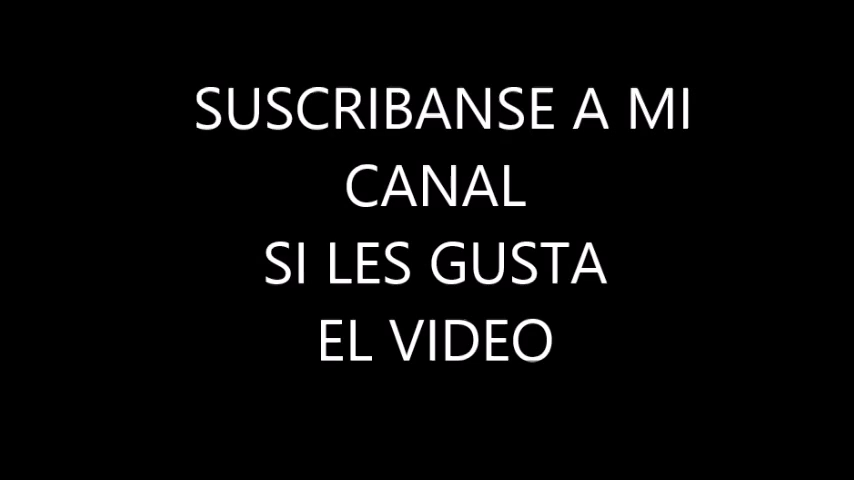 SUSCRIBANSE A MI
CANAL
SI LES GUSTA
EL VIDEO